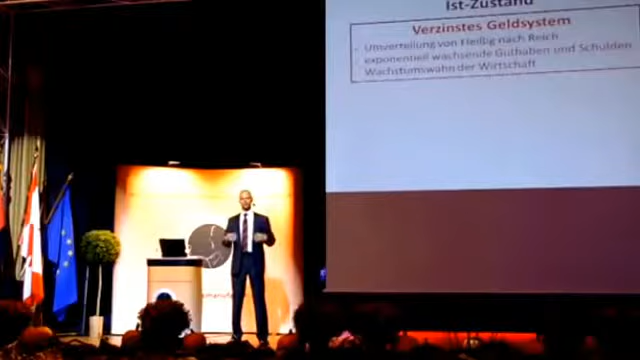 Ist-Zustand
Verzinstes Geldsystem
- Umverteilung von Fleißig nach Reich
- exponentiell wachsende Guthaben und Schulden
- Wachstumswahn der Wirtschaft